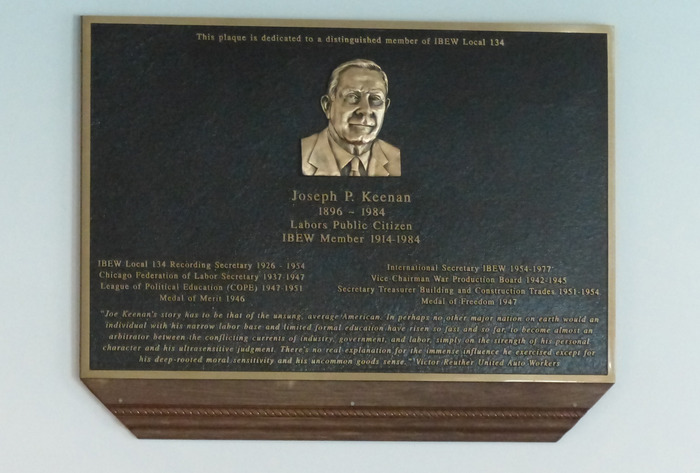 This plaque is dedicated to a distinguished member of IBEW Local 134
Joseph P. Keenan
1896 ~ 1984
Labors Public Citizen
IBEW Member 1914-1984
IBEW Local 134 Recording Secretary 1926 - 1954
Chicago Federation of Labor Secretary 1937-1947
League of Political Education (COPE) 1947-1951
Medal of Merit 1946
International Secretary IBEW 1954-1977
Vice-Chairman War Production Board 1942-1945
Secretary Treasurer Building and Construction Trades 1951-1954
Medal of Freedom 1947
"Joe Keenan's story has to be that of the unsung, average American. In perhaps no other major nation on earth would an
individual with his narrow labor base and limited formal education have risen so fast and so far, to become almost an
arbitrator between the conflicting currents of industry, government, and labor, simply on the strength of his personal
character and his ultrasensitive judgment. There's no real explanation for the immense influence he exercised except for
his deep-rooted moral sensitivity and his uncommon goods sense." Victor Reuther, United Auto Workers